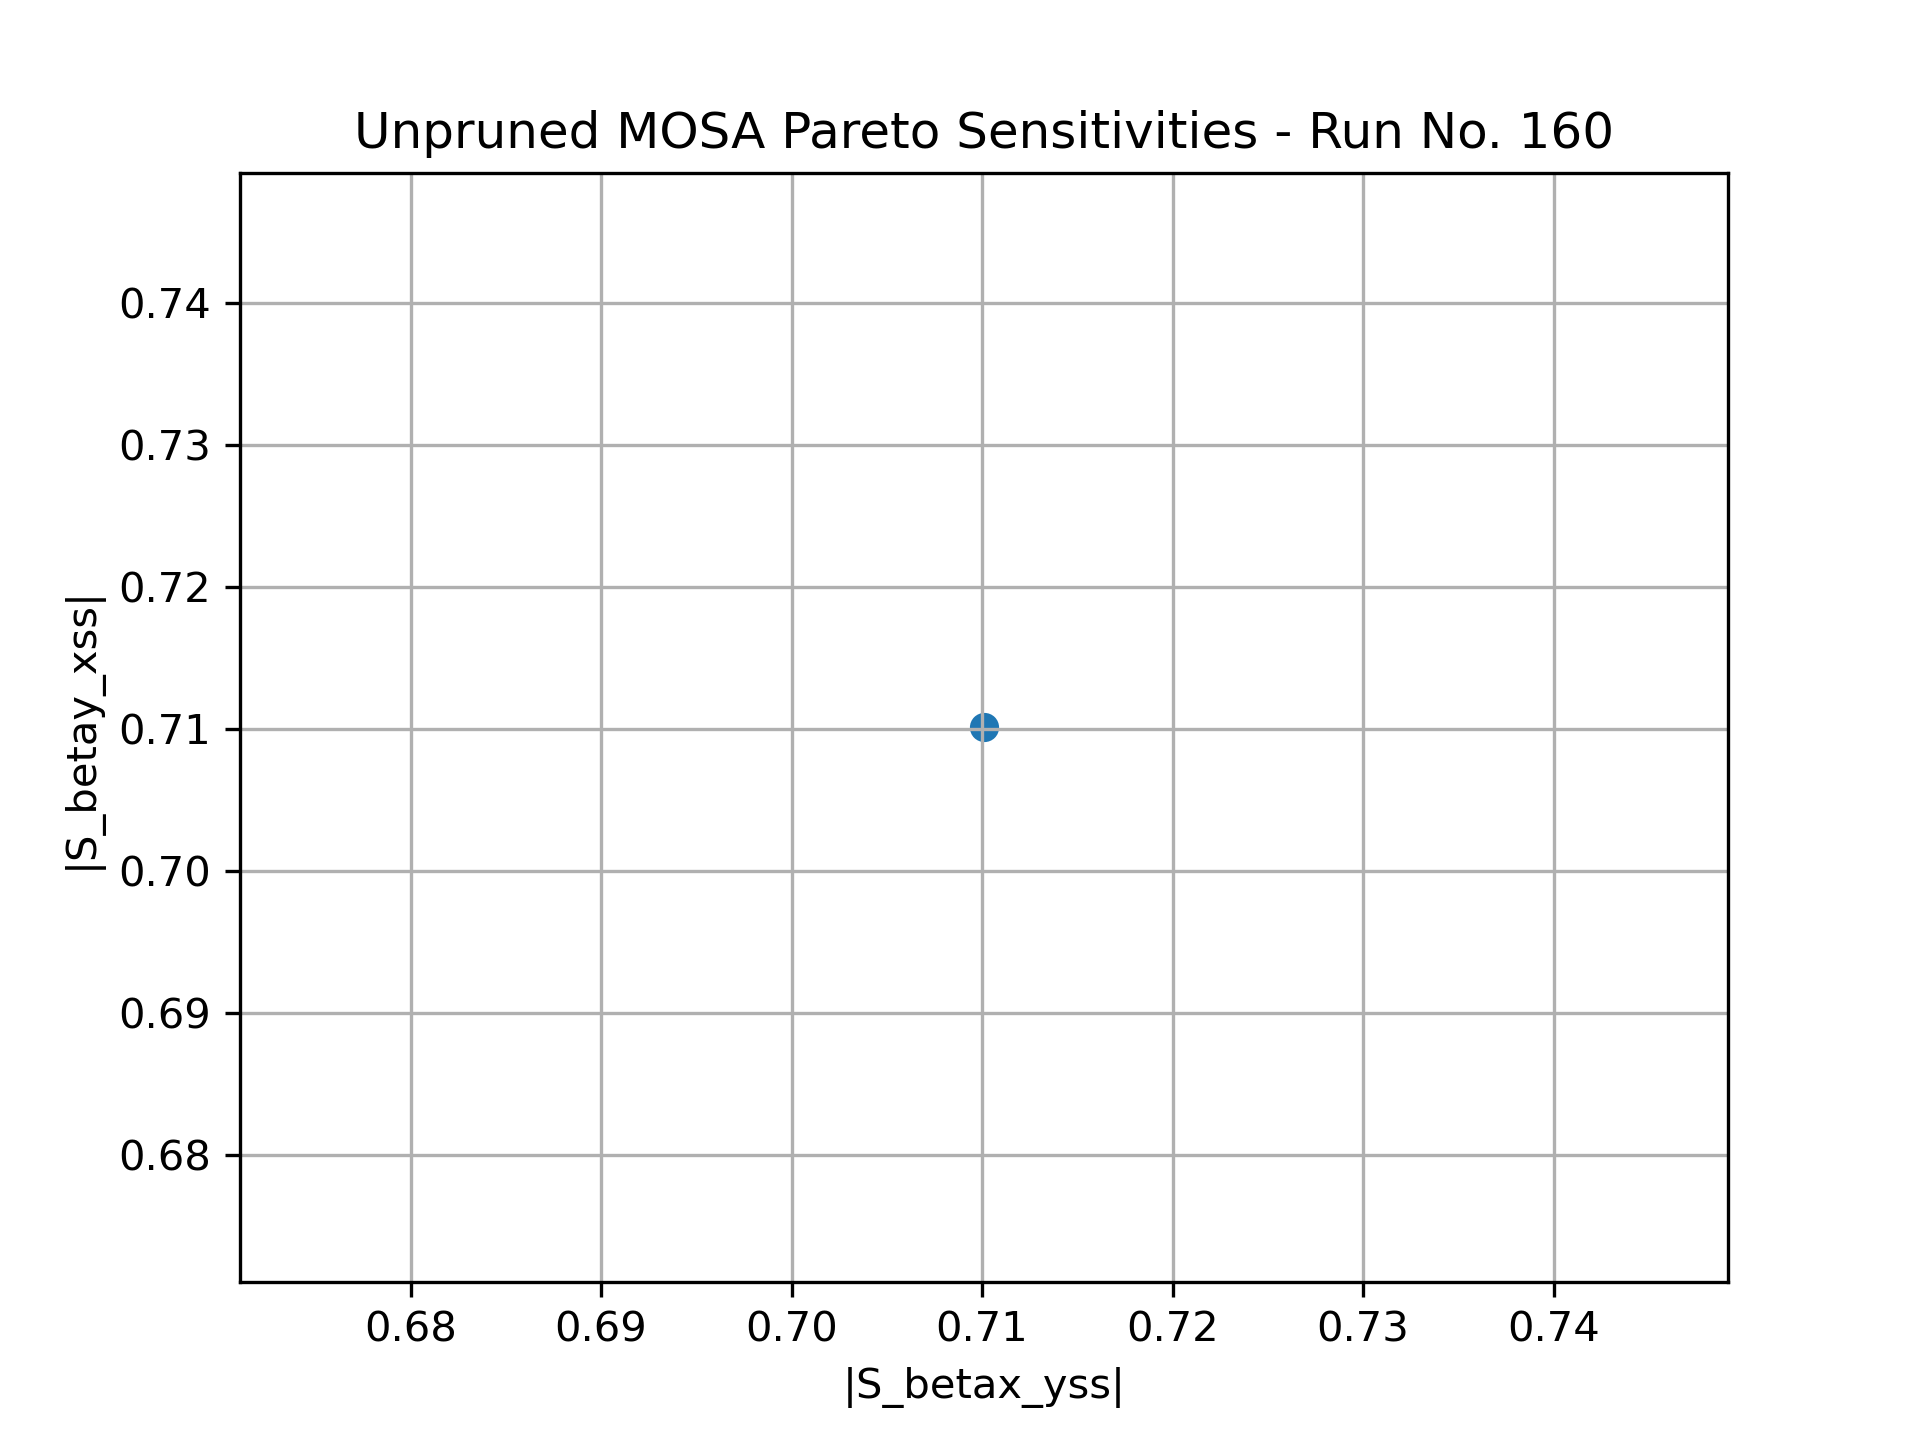 Unpruned MOSA Pareto Sensitivities - Run No. 160
|S_betay_xss|
0.74
0.73
0.72
0.71
0.70
0.69
0.68
0.68 0.69 0.70 0.71 0.72 0.73 0.74
|S_betax_yss|